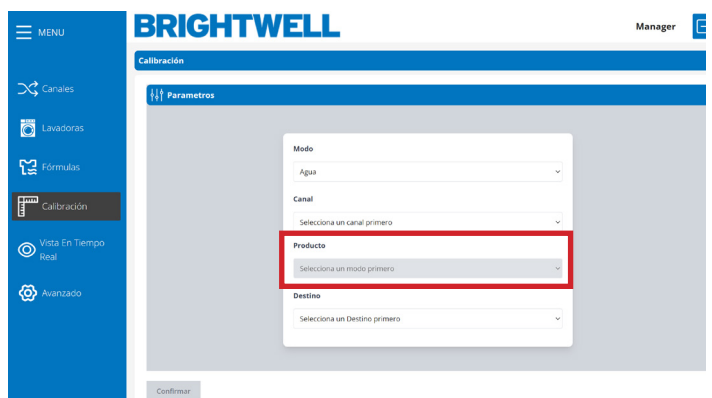 MENU
BRIGHTWELL
Manager
Calibración
Canales
Parametros
Lavadoras
Modo
Agua
Fórmulas
Canal
Calibración
Selecciona un canal primero
Producto
Vista En Tiempo
Real
Selecciona un modo primero
Avanzado
Destino
Selecciona un Destino primero
Confirmar